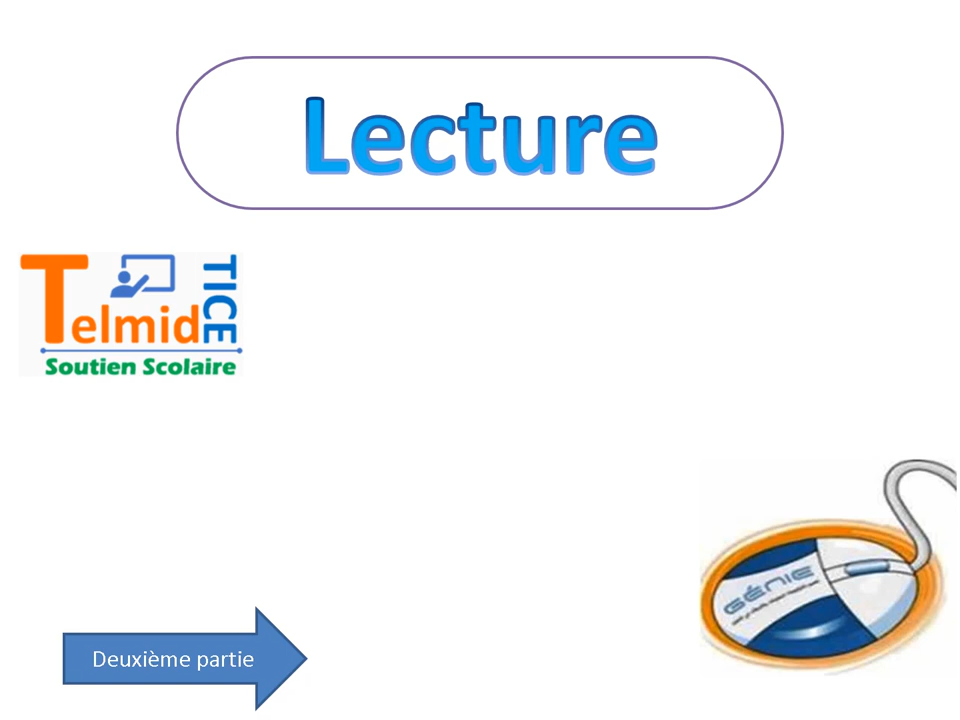 Lecture
Telmid TICE
Soutien Scolaire
GÉNIE
Deuxième partie